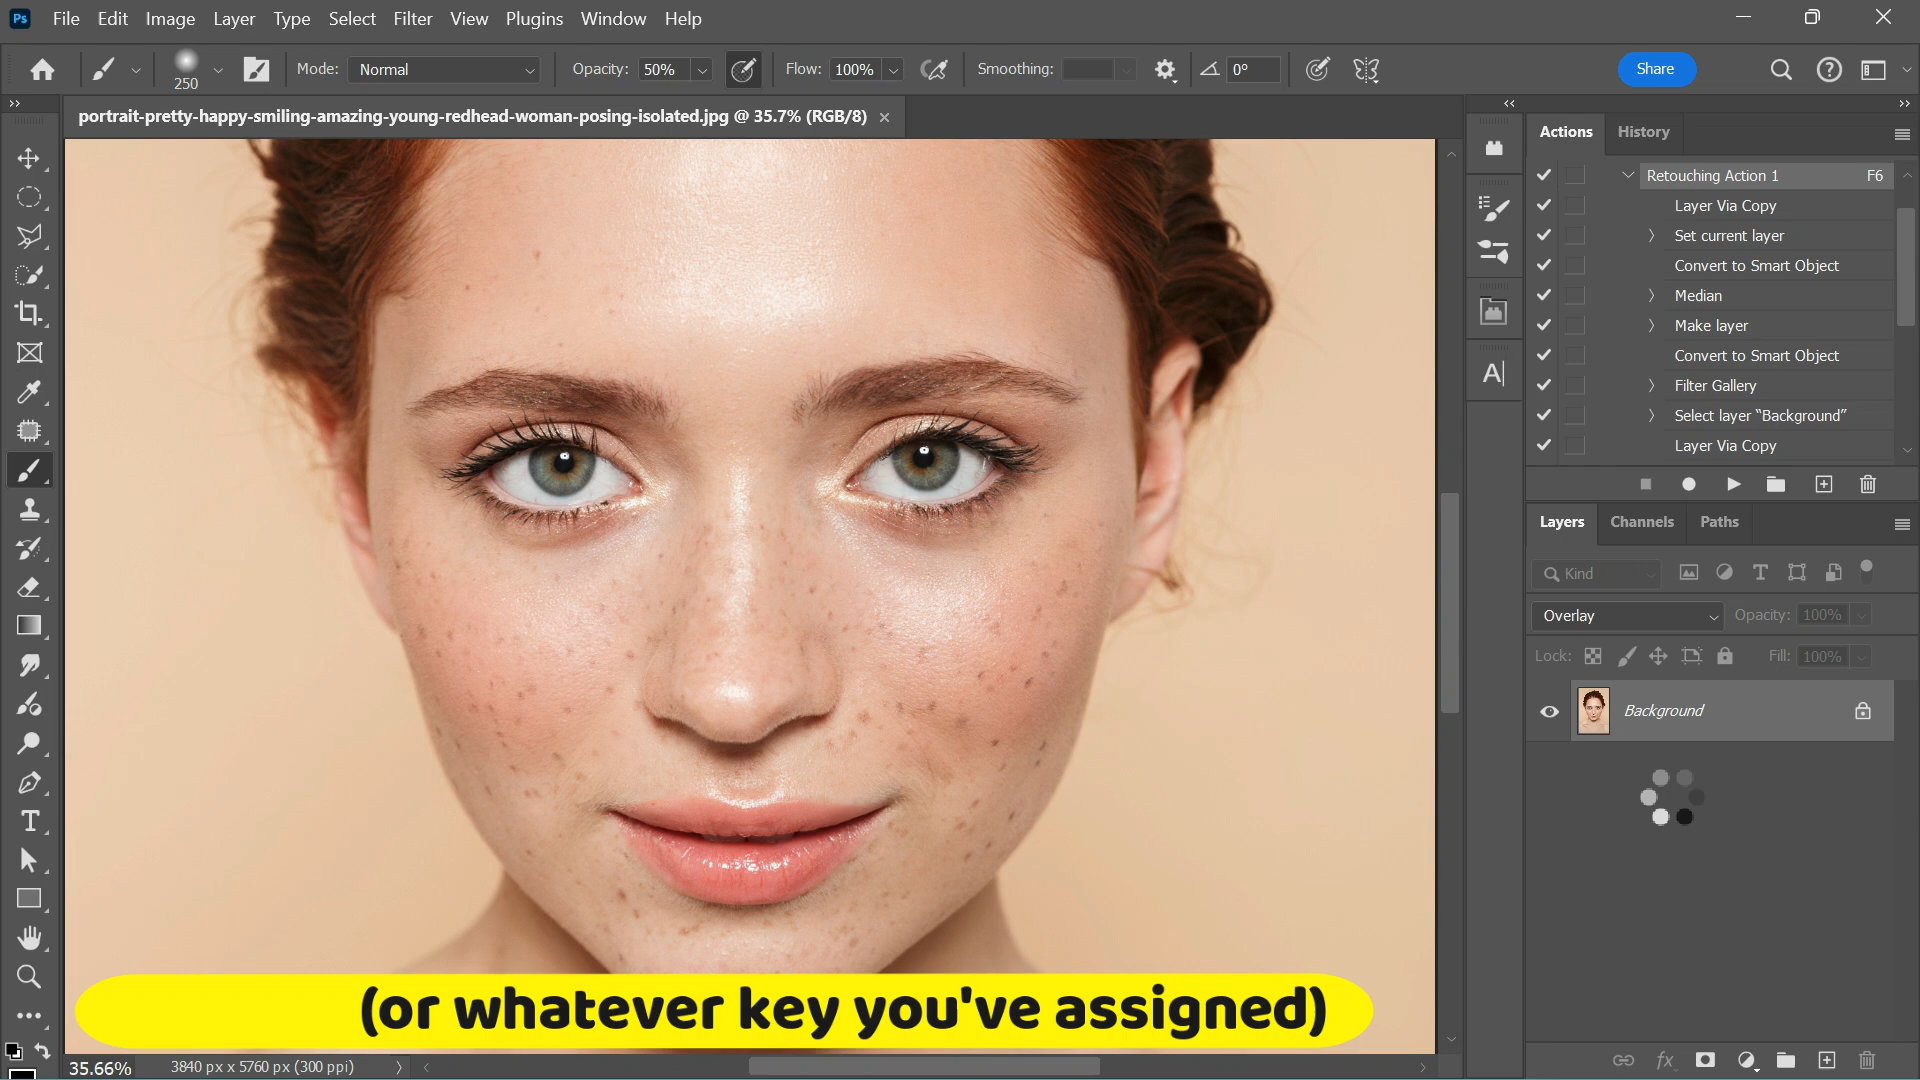 Ps File Edit Image Layer Type Select Filter View Plugins Window Help
250 Mode: Normal Opacity: 50% Flow: 100% Smoothing: 0° Share
portrait-pretty-happy-smiling-amazing-young-redhead-woman-posing-isolated.jpg @ 35.7% (RGB/8)
Actions History
Retouching Action 1 F6
Layer Via Copy
Set current layer
Convert to Smart Object
Median
Make layer
Convert to Smart Object
Filter Gallery
Select layer “Background”
Layer Via Copy
Layers Channels Paths
Kind
Overlay Opacity: 100%
Lock: Fill: 100%
Background
(or whatever key you've assigned)
35.66% 3840 px x 5760 px (300 ppi)